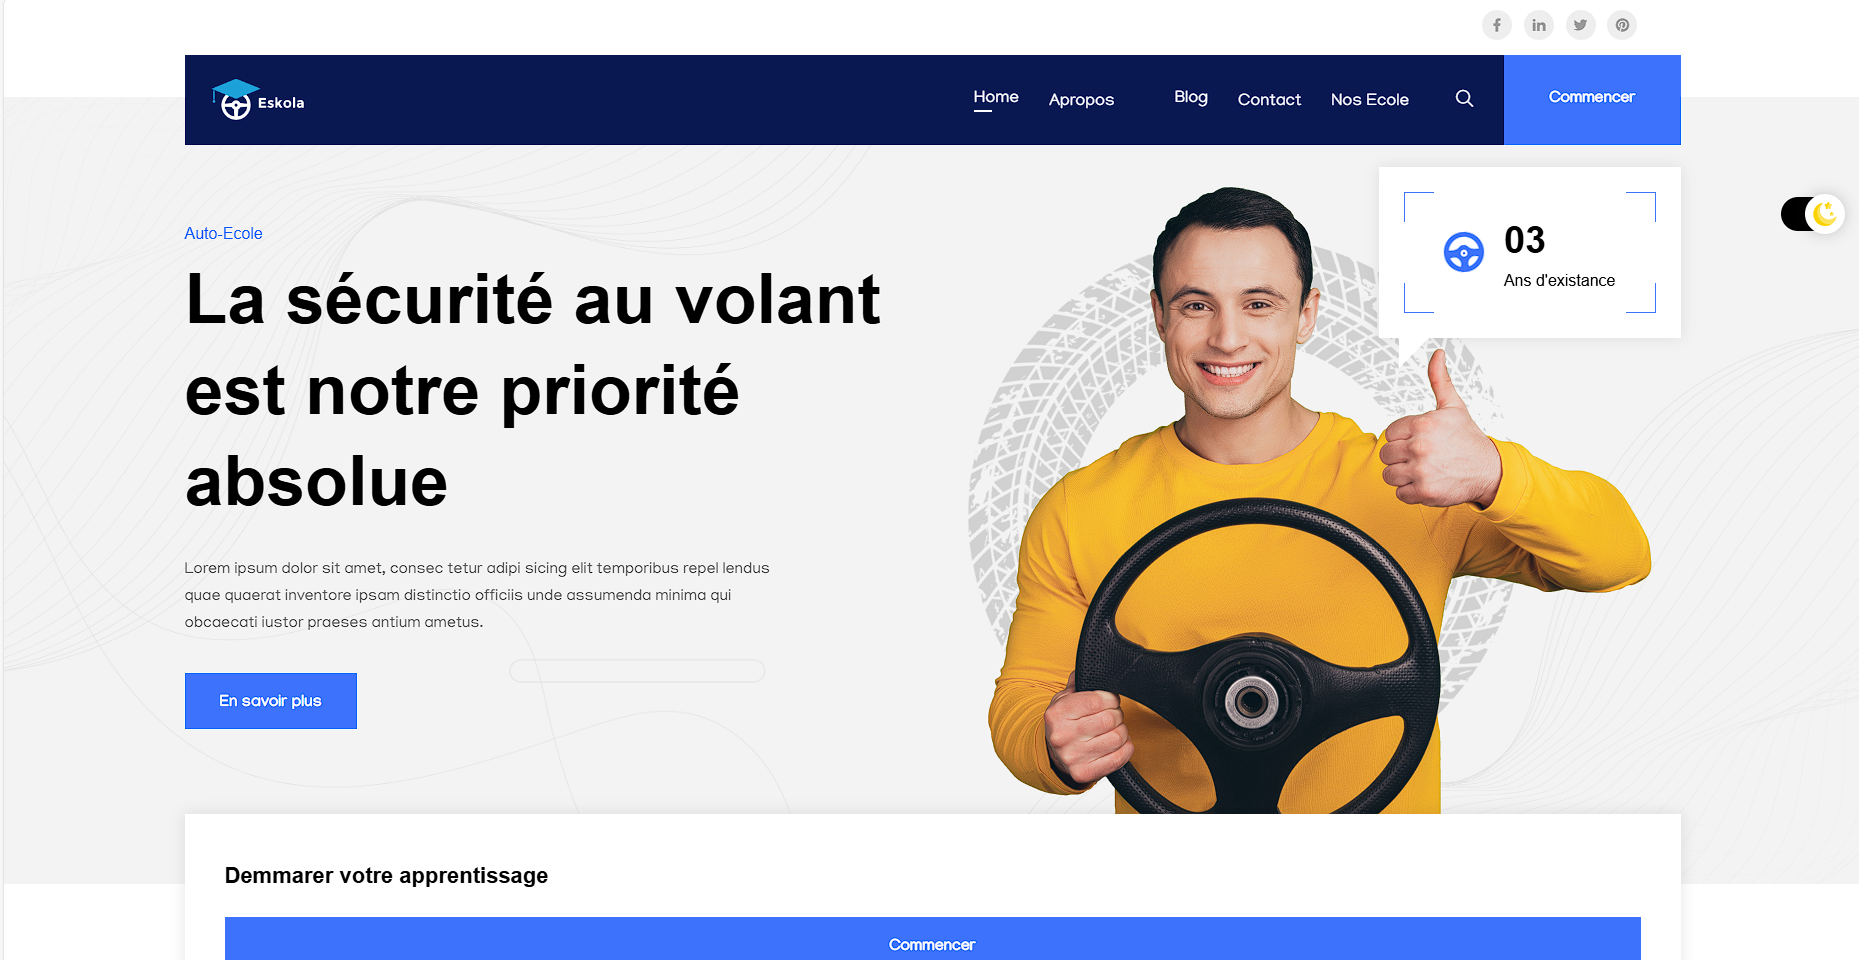 Eskola
Home
Apropos
Blog
Contact
Nos Ecole
Commencer
Auto-Ecole
La sécurité au volant
est notre priorité
absolue
03
Ans d'existance
Lorem ipsum dolor sit amet, consec tetur adipi sicing elit temporibus repel lendus
quae quaerat inventore ipsam distinctio officiis unde assumenda minima qui
obcaecati iustor praeses antium ametus.
En savoir plus
Demmarer votre apprentissage
Commencer